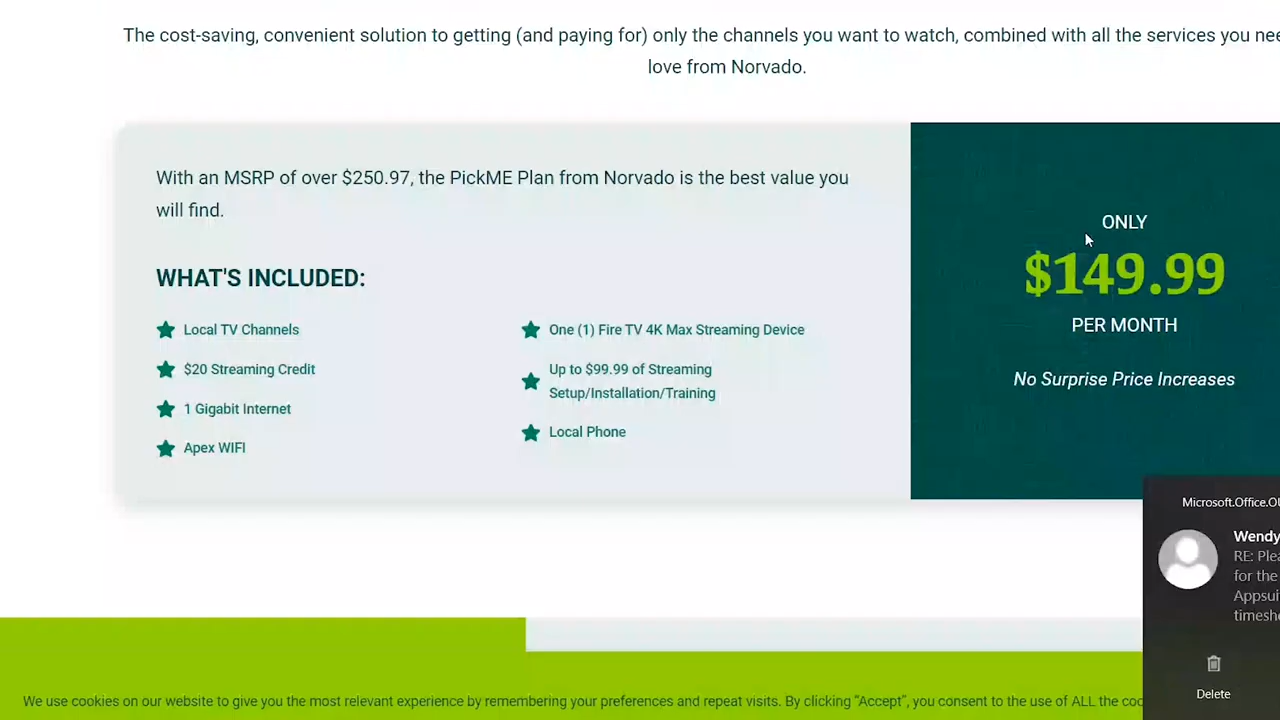 The cost-saving, convenient solution to getting (and paying for) only the channels you want to watch, combined with all the services you
love from Norvado.
With an MSRP of over $250.97, the PickME Plan from Norvado is the best value you
will find.
WHAT'S INCLUDED:
Local TV Channels
$20 Streaming Credit
1 Gigabit Internet
Apex WIFI
One (1) Fire TV 4K Max Streaming Device
Up to $99.99 of Streaming
Setup/Installation/Training
Local Phone
ONLY
$149.99
PER MONTH
No Surprise Price Increases
Microsoft.Office.
Wendy
RE:
for the
We use cookies on our website to give you the most relevant experience by remembering your preferences and repeat visits. By clicking “Accept”, you consent to the use of ALL the
Delete